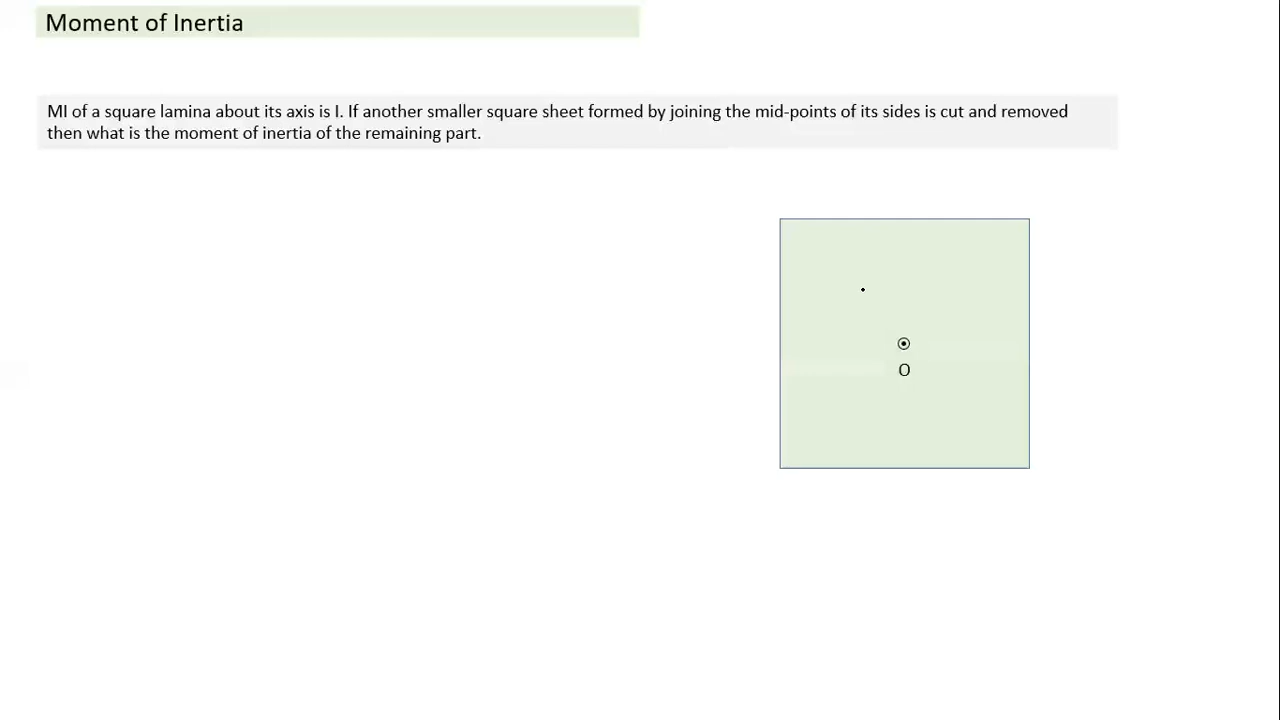 Moment of Inertia
MI of a square lamina about its axis is I. If another smaller square sheet formed by joining the mid-points of its sides is cut and removed
then what is the moment of inertia of the remaining part.
O